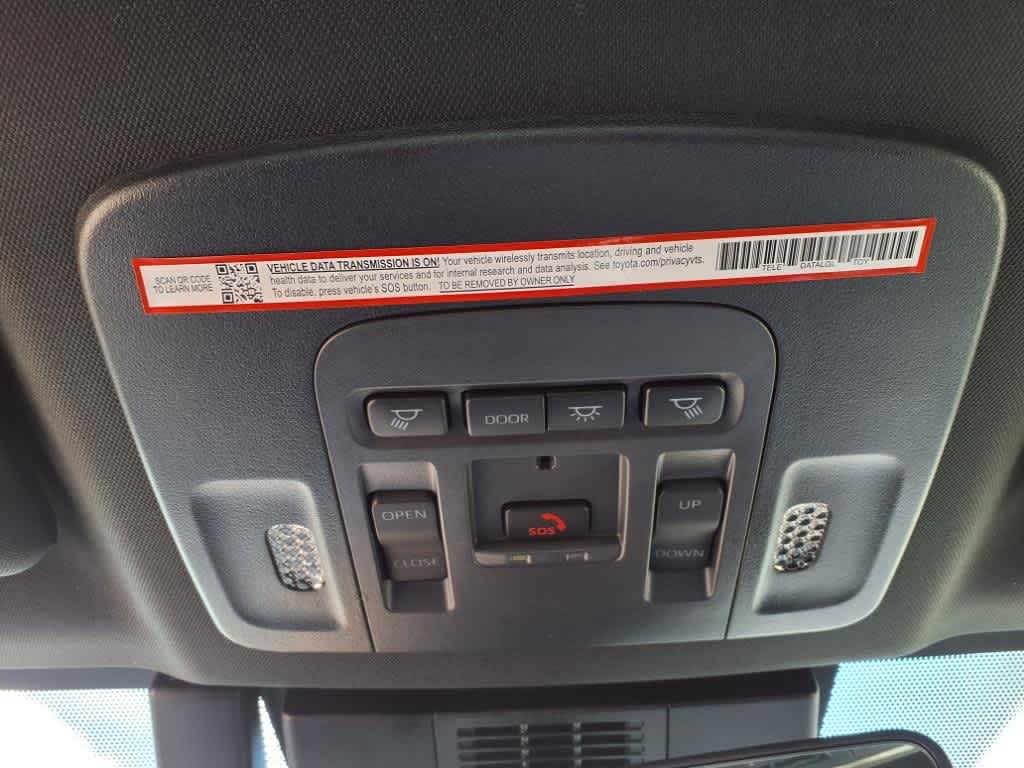 SCAN QR CODE
TO LEARN MORE
VEHICLE DATA TRANSMISSION IS ON! Your vehicle wirelessly transmits location, driving and vehicle
health data to deliver your services and for internal research and data analysis. See toyota.com/privacyvts.
To disable, press vehicle's SOS button. TO BE REMOVED BY OWNER ONLY
TELE DATALGL TOY
DOOR
OPEN
CLOSE
SOS
UP
DOWN